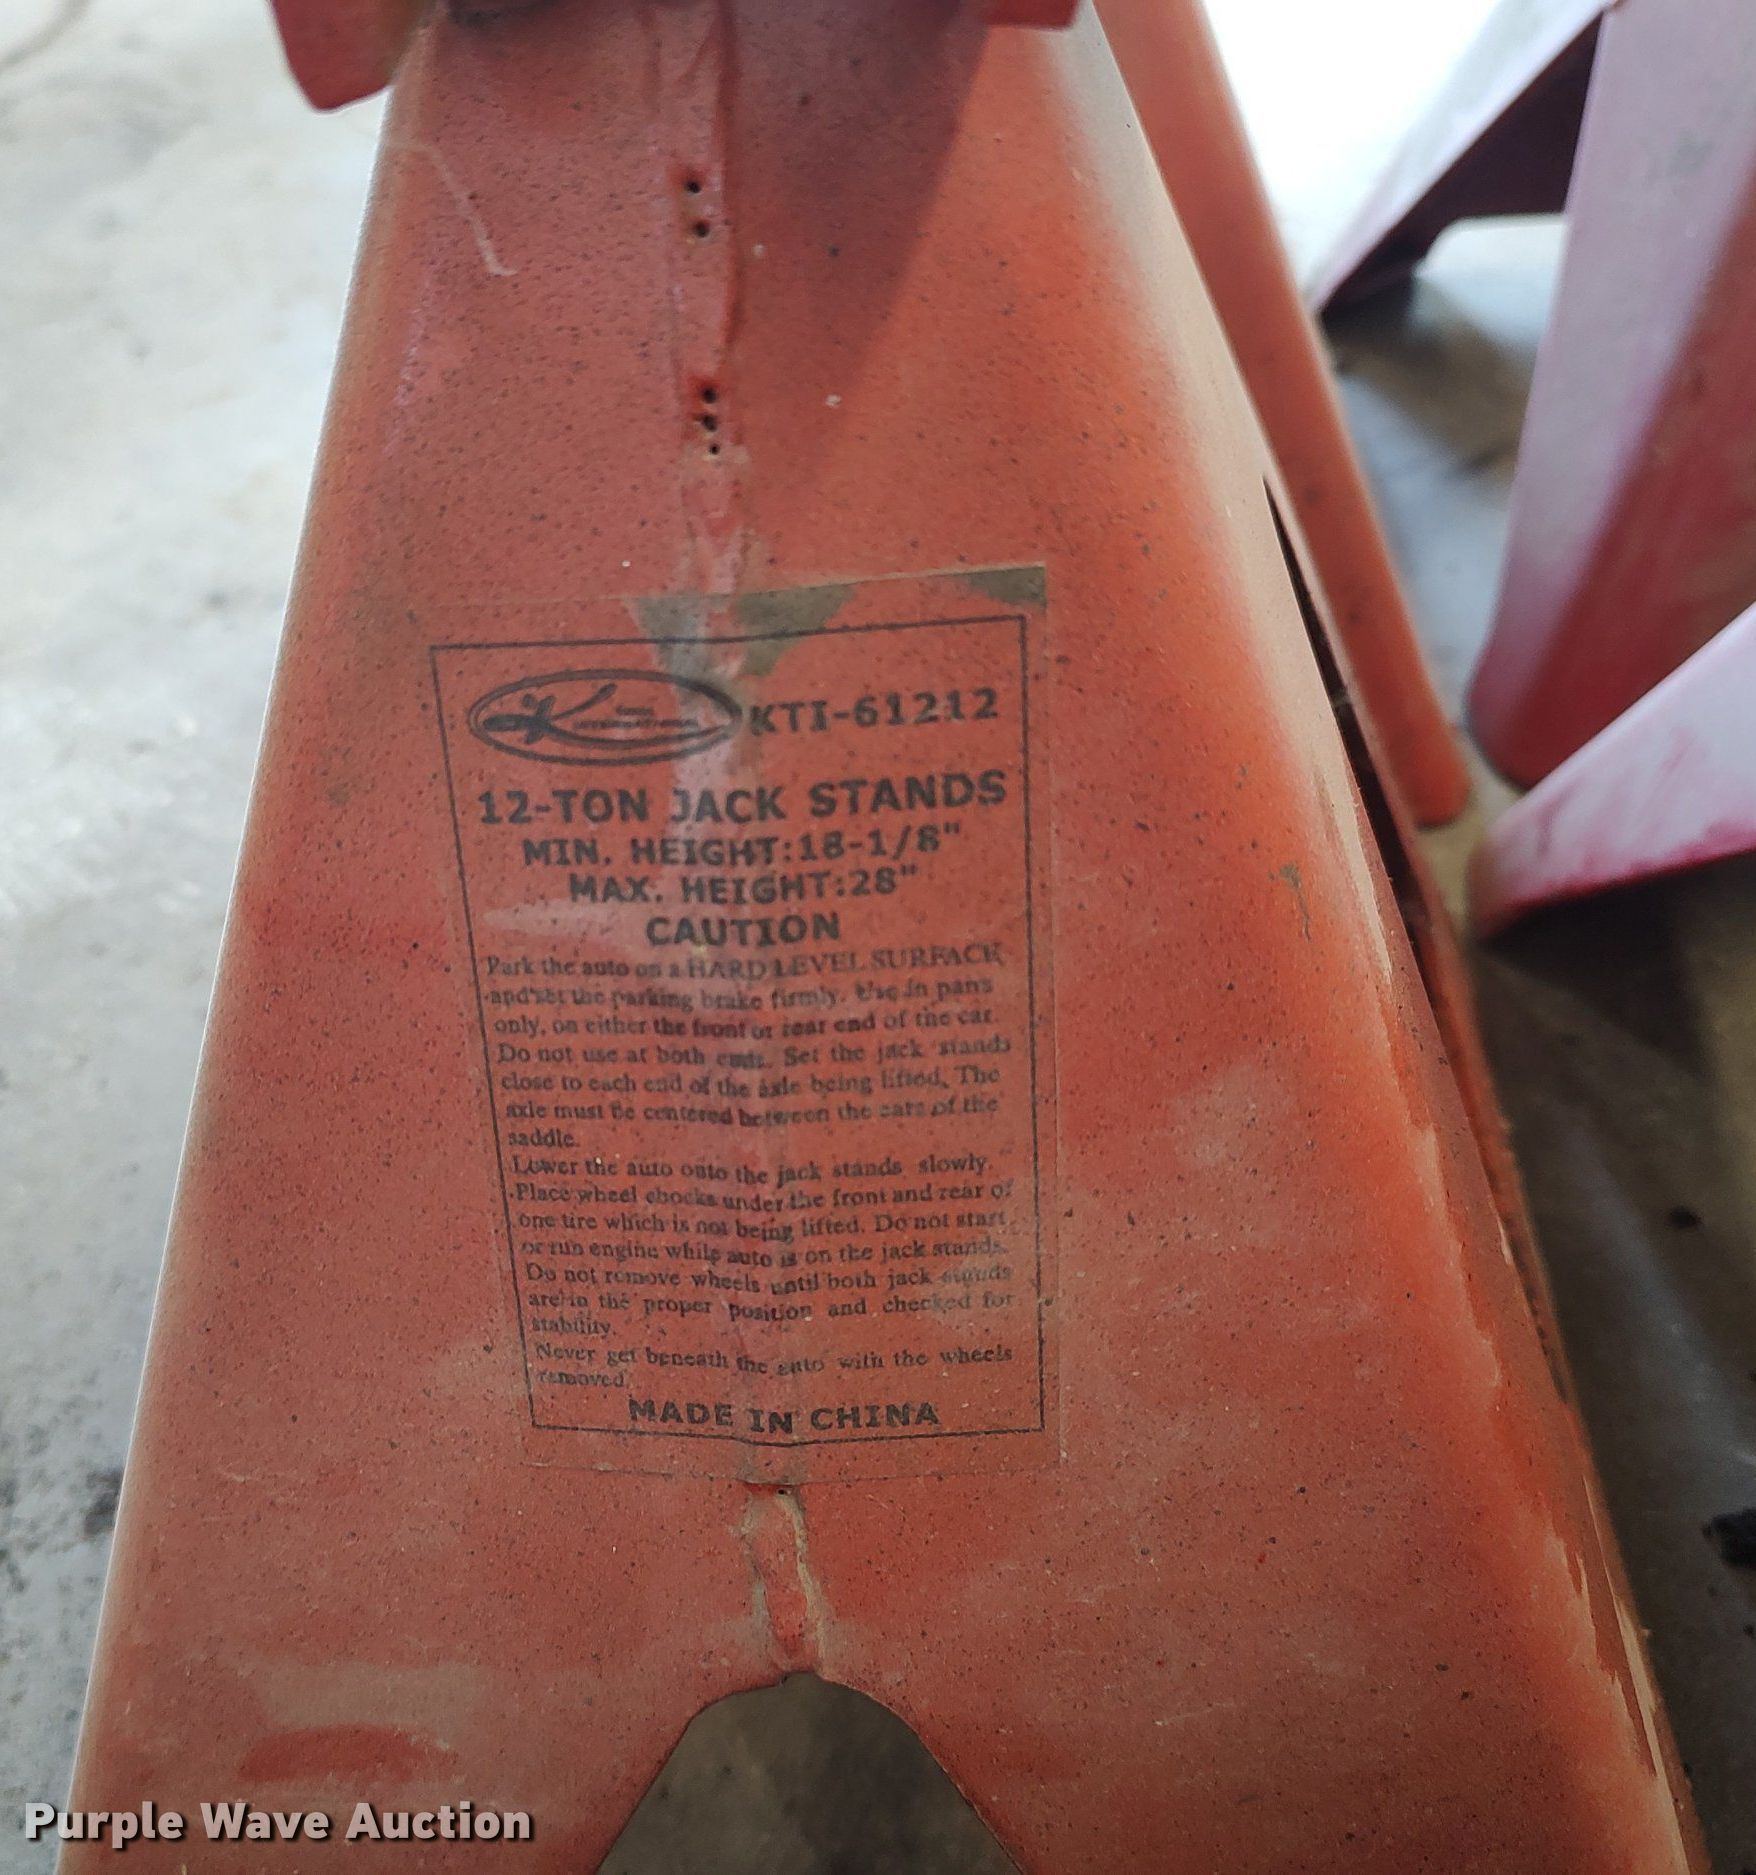 K
KTI-61212
12-TON JACK STANDS
MIN. HEIGHT:18-1/8"
MAX. HEIGHT:28"
CAUTION
Park the auto on a HARD LEVEL SURFACE
and set the parking brake firmly. Use in pans
only, on either the front or rear end of the car.
Do not use at both ends. Set the jack stands
close to each end of the axle being lifted. The
axle must be centered between the ears of the
saddle.
Lower the auto onto the jack stands slowly.
Place wheel chocks under the front and rear of
one tire which is not being lifted. Do not start
or run engine while auto is on the jack stands.
Do not remove wheels until both jack stands
are in the proper position and checked for
stability.
Never get beneath the auto with the wheels
removed.
MADE IN CHINA
Purple Wave Auction